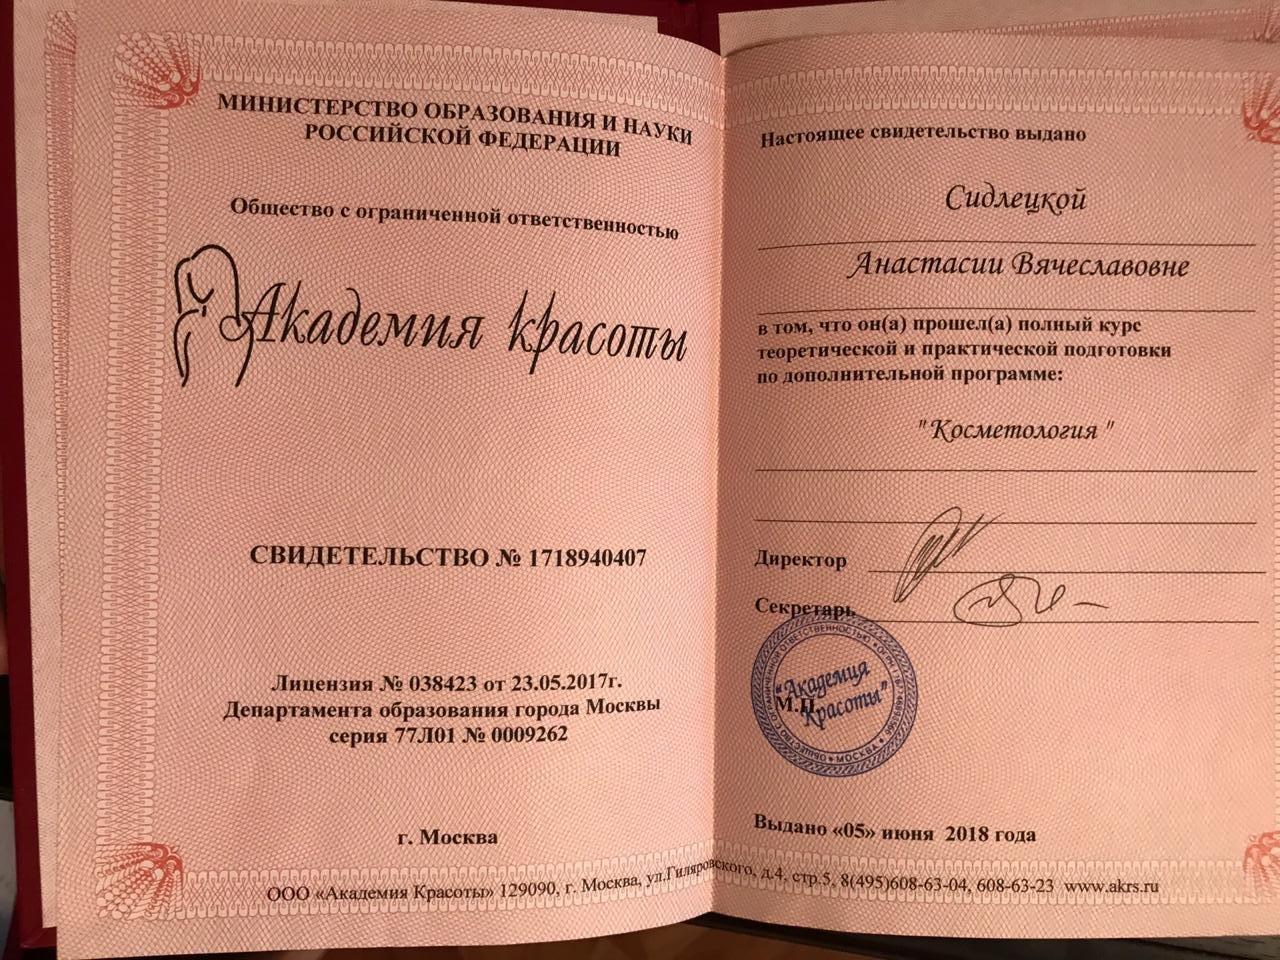 МИНИСТЕРСТВО ОБРАЗОВАНИЯ И НАУКИ
РОССИЙСКОЙ ФЕДЕРАЦИИ
Общество с ограниченной ответственностью
Академия красоты
СВИДЕТЕЛЬСТВО № 1718940407
Лицензия № 038423 от 23.05.2017г.
Департамента образования города Москвы
серия 77Л01 № 0009262
г. Москва
Настоящее свидетельство выдано
Сидлецкой
Анастасии Вячеславовне
в том, что он(а) прошел(а) полный курс
теоретической и практической подготовки
по дополнительной программе:
"Косметология"
Директор
Секретарь
М.П.
"Академия
Красоты"
ОБЩЕСТВО С ОГРАНИЧЕННОЙ ОТВЕТСТВЕННОСТЬЮ
МОСКВА
Выдано «05» июня 2018 года
ООО «Академия Красоты» 129090, г. Москва, ул.Гиляровского, д.4, стр.5, 8(495)608-63-04, 608-63-23 www.akrs.ru